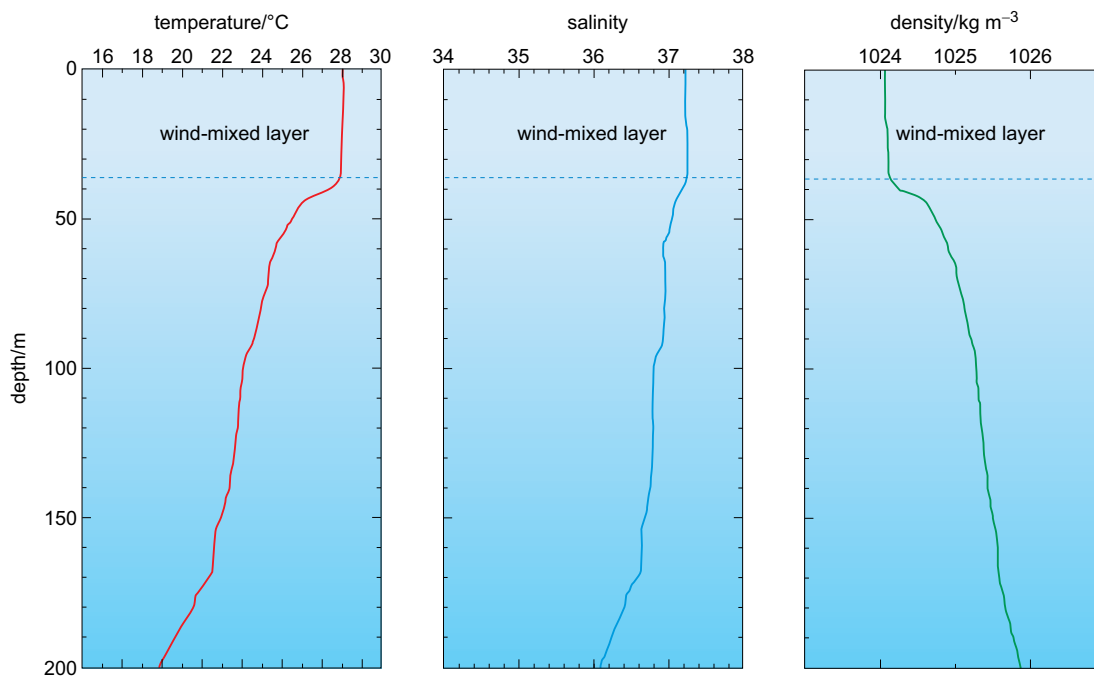 temperature/°C
16 18 20 22 24 26 28 30
salinity
34 35 36 37 38
density/kg m⁻³
1024 1025 1026
depth/m
0
50
100
150
200
wind-mixed layer
wind-mixed layer
wind-mixed layer